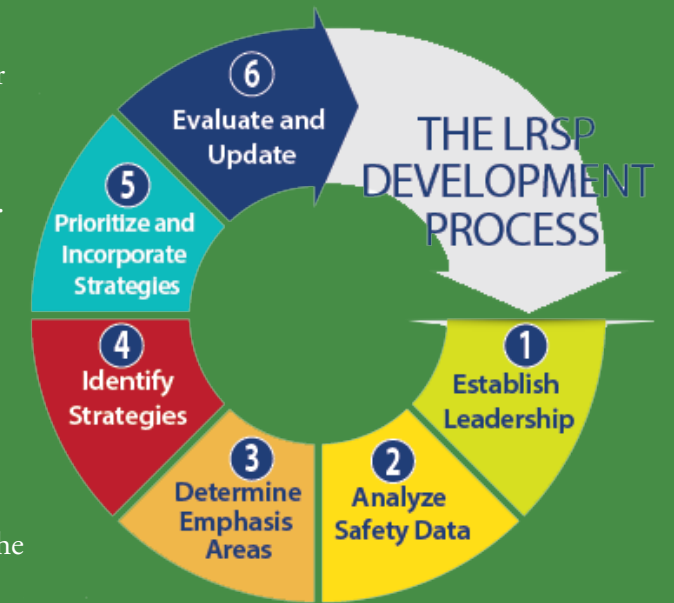 THE LRSP
DEVELOPMENT
PROCESS
1
Establish
Leadership
2
Analyze
Safety Data
3
Determine
Emphasis
Areas
4
Identify
Strategies
5
Prioritize and
Incorporate
Strategies
6
Evaluate and
Update